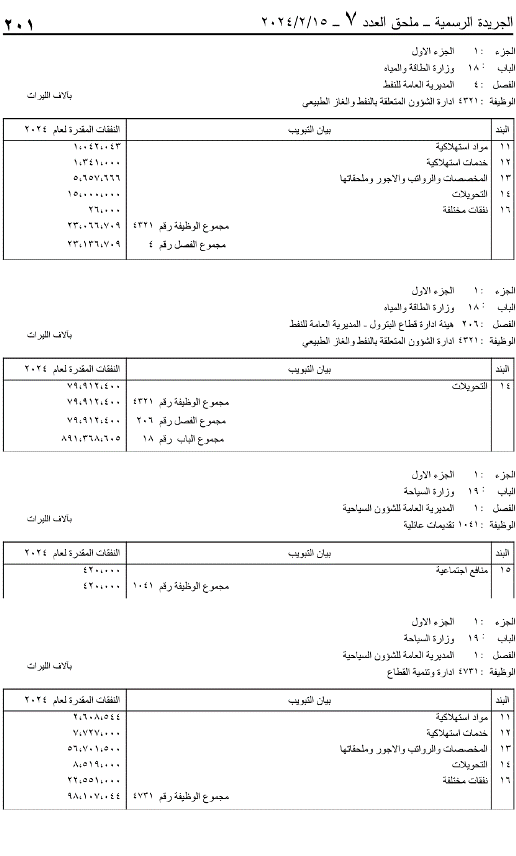 الجريدة الرسمية – ملحق العدد ٧ – ٢٠٢٤/٢/١٥ ٢٠١
الجزء : ١ الجزء الاول
الباب : ١٨ وزارة الطاقة والمياه
الفصل : ٤ المديرية العامة للنفط
الوظيفة : ٤٣٢١ ادارة الشؤون المتعلقة بالنفط والغاز الطبيعي بآلاف الليرات
البند بيان التبويب النفقات المقدرة لعام ٢٠٢٤
١١ مواد استهلاكية ١،٠٤٢،٠٤٣
١٢ خدمات استهلاكية ١،٣٤١،٠٠٠
١٣ المخصصات والرواتب والاجور وملحقاتها ٥،٦٥٧،٦٦٦
١٤ التحويلات ١٥،٠٠٠،٠٠٠
١٦ نفقات مختلفة ٢٦،٠٠٠
مجموع الوظيفة رقم ٤٣٢١ ٢٣،٠٦٦،٧٠٩
مجموع الفصل رقم ٤ ٢٣،١٣٦،٧٠٩
الجزء : ١ الجزء الاول
الباب : ١٨ وزارة الطاقة والمياه
الفصل : ٢٠٦ هيئة ادارة قطاع البترول - المديرية العامة للنفط
الوظيفة : ٤٣٢١ ادارة الشؤون المتعلقة بالنفط والغاز الطبيعي بآلاف الليرات
البند بيان التبويب النفقات المقدرة لعام ٢٠٢٤
١٤ التحويلات ٧٩،٩١٢،٤٠٠
مجموع الوظيفة رقم ٤٣٢١ ٧٩،٩١٢،٤٠٠
مجموع الفصل رقم ٢٠٦ ٧٩،٩١٢،٤٠٠
مجموع الباب رقم ١٨ ٨٩١،٣٦٨،٦٠٥
الجزء : ١ الجزء الاول
الباب : ١٩ وزارة السياحة
الفصل : ١ المديرية العامة للشؤون السياحية
الوظيفة : ١٠٤١ تقديمات عائلية بآلاف الليرات
البند بيان التبويب النفقات المقدرة لعام ٢٠٢٤
١٥ منافع اجتماعية ٤٢٠،٠٠٠
مجموع الوظيفة رقم ١٠٤١ ٤٢٠،٠٠٠
الجزء : ١ الجزء الاول
الباب : ١٩ وزارة السياحة
الفصل : ١ المديرية العامة للشؤون السياحية
الوظيفة : ٤٧٣١ ادارة وتنمية القطاع بآلاف الليرات
البند بيان التبويب النفقات المقدرة لعام ٢٠٢٤
١١ مواد استهلاكية ٢،٦٠٨،٥٤٤
١٢ خدمات استهلاكية ٧،٧٢٧،٠٠٠
١٣ المخصصات والرواتب والاجور وملحقاتها ٥٦،٧٠١،٥٠٠
١٤ التحويلات ٨،٥١٩،٠٠٠
١٦ نفقات مختلفة ٢٢،٥٥١،٠٠٠
مجموع الوظيفة رقم ٤٧٣١ ٩٨،١٠٧،٠٤٤